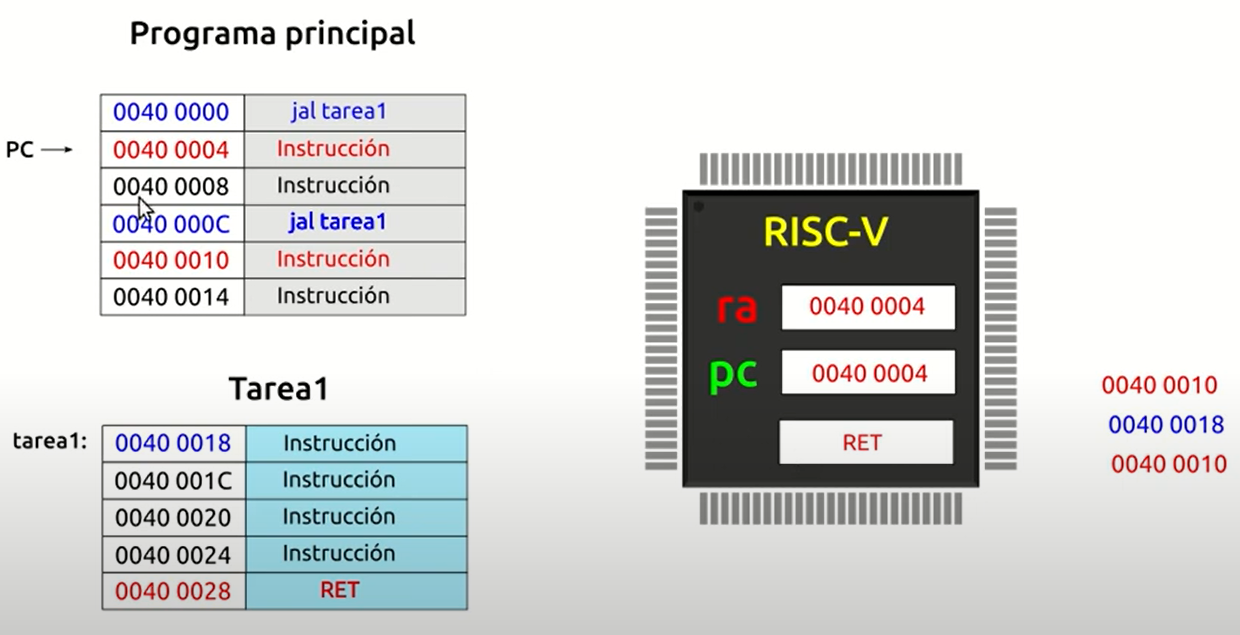 Programa principal
0040 0000 jal tarea1
PC 0040 0004 Instrucción
0040 0008 Instrucción
0040 000C jal tarea1
0040 0010 Instrucción
0040 0014 Instrucción
Tarea1
tarea1: 0040 0018 Instrucción
0040 001C Instrucción
0040 0020 Instrucción
0040 0024 Instrucción
0040 0028 RET
RISC-V
ra 0040 0004
pc 0040 0004
RET
0040 0010
0040 0018
0040 0010